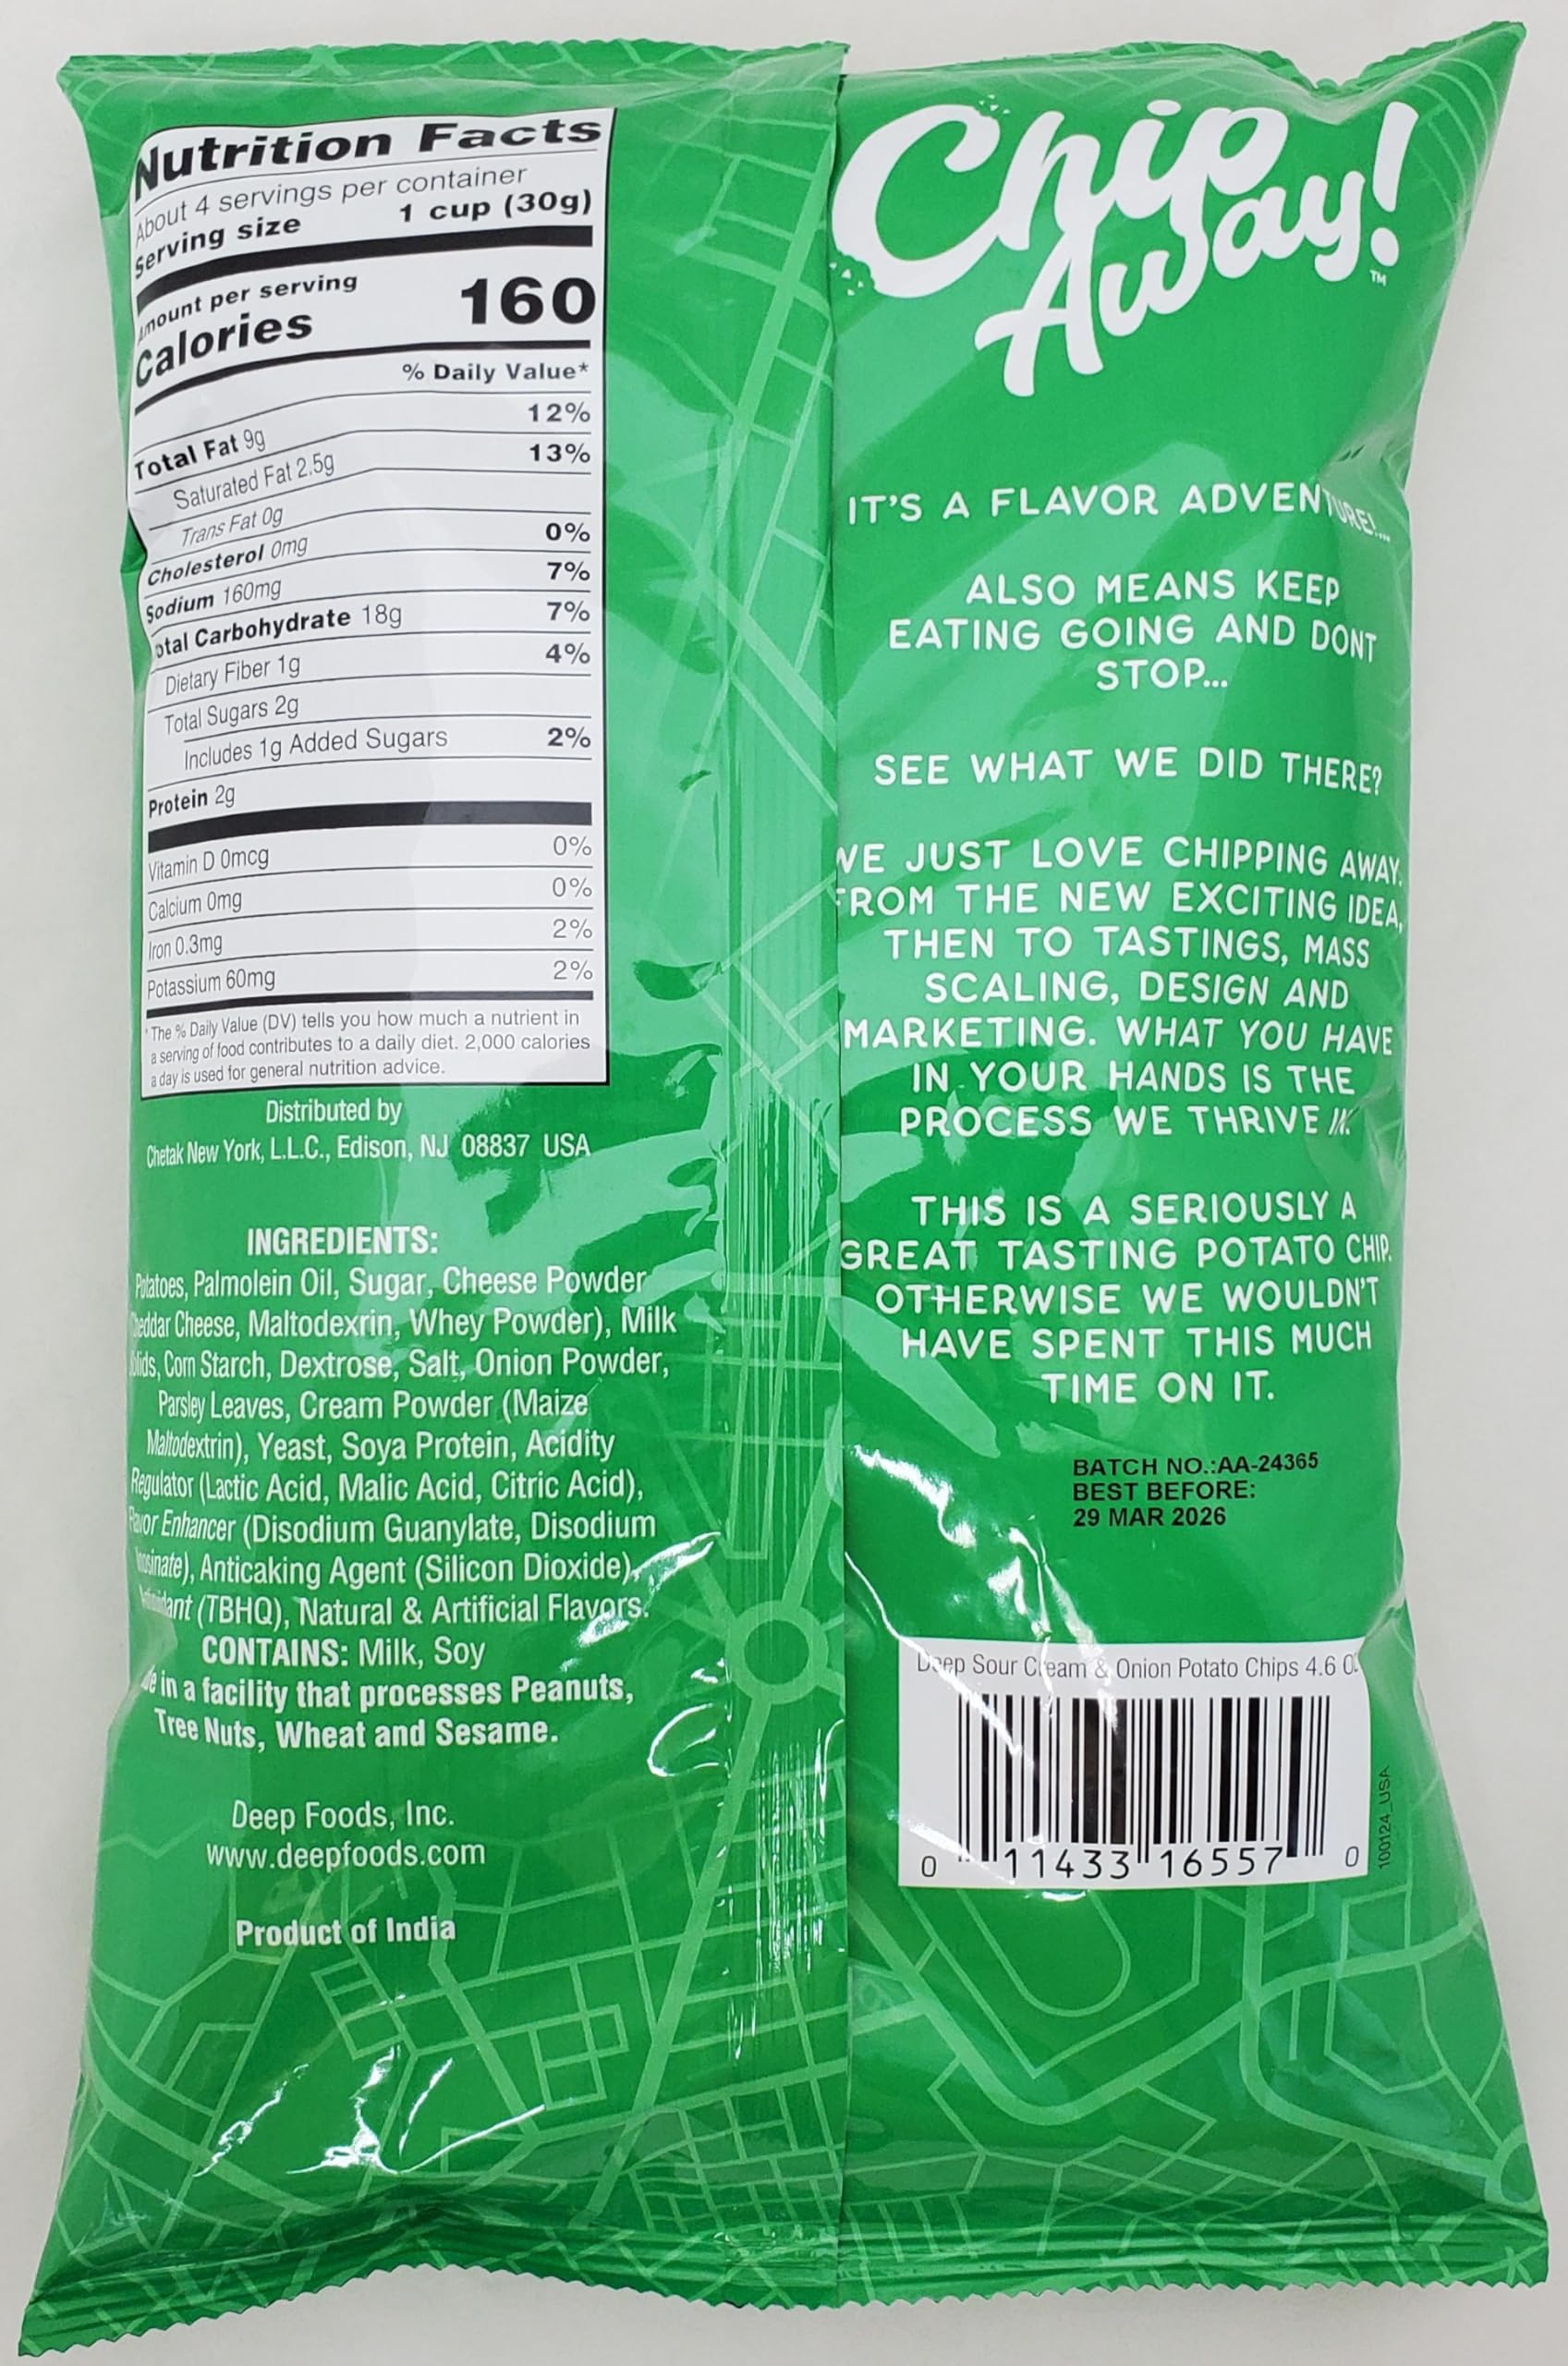 Nutrition Facts
About 4 servings per container
Serving size 1 cup (30g)
Amount per serving
Calories 160
% Daily Value*
Total Fat 9g 12%
Saturated Fat 2.5g 13%
Trans Fat 0g
Cholesterol 0mg 0%
Sodium 160mg 7%
otal Carbohydrate 18g 7%
Dietary Fiber 1g 4%
Total Sugars 2g
Includes 1g Added Sugars 2%
Protein 2g
Vitamin D 0mcg 0%
Calcium 0mg 0%
Iron 0.3mg 2%
Potassium 60mg 2%
* The % Daily Value (DV) tells you how much a nutrient in
a serving of food contributes to a daily diet. 2,000 calories
a day is used for general nutrition advice.
Distributed by
Chetak New York, L.L.C., Edison, NJ 08837 USA
INGREDIENTS:
Potatoes, Palmolein Oil, Sugar, Cheese Powder
heddar Cheese, Maltodexrin, Whey Powder), Milk
olids, Corn Starch, Dextrose, Salt, Onion Powder,
Parsley Leaves, Cream Powder (Maize
Maltodextrin), Yeast, Soya Protein, Acidity
Regulator (Lactic Acid, Malic Acid, Citric Acid),
Flavor Enhancer (Disodium Guanylate, Disodium
Inosinate), Anticaking Agent (Silicon Dioxide),
Antioxidant (TBHQ), Natural & Artificial Flavors.
CONTAINS: Milk, Soy
de in a facility that processes Peanuts,
Tree Nuts, Wheat and Sesame.
Deep Foods, Inc.
www.deepfoods.com
Product of India
Chip
Away!
TM
IT'S A FLAVOR ADVENTURE!...
ALSO MEANS KEEP
EATING GOING AND DONT
STOP...
SEE WHAT WE DID THERE?
WE JUST LOVE CHIPPING AWAY.
FROM THE NEW EXCITING IDEA,
THEN TO TASTINGS, MASS
SCALING, DESIGN AND
MARKETING. WHAT YOU HAVE
IN YOUR HANDS IS THE
PROCESS WE THRIVE IN.
THIS IS A SERIOUSLY A
GREAT TASTING POTATO CHIP.
OTHERWISE WE WOULDN'T
HAVE SPENT THIS MUCH
TIME ON IT.
BATCH NO.:AA-24365
BEST BEFORE:
29 MAR 2026
Deep Sour Cream & Onion Potato Chips 4.6 OZ
0 11433 16557 0
100124_USA